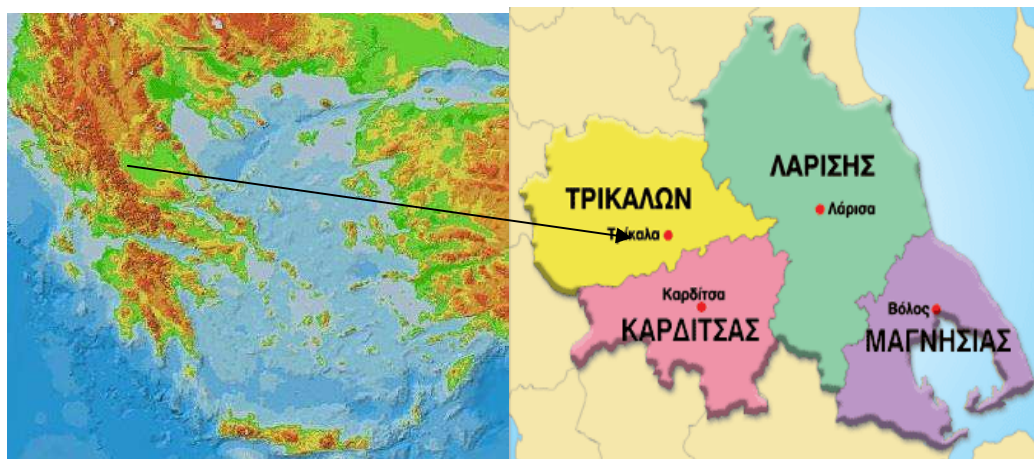 ΛΑΡΙΣΗΣ
ΤΡΙΚΑΛΩΝ
Λάρισα
Τρίκαλα
Καρδίτσα
Βόλος
ΚΑΡΔΙΤΣΑΣ
ΜΑΓΝΗΣΙΑΣ